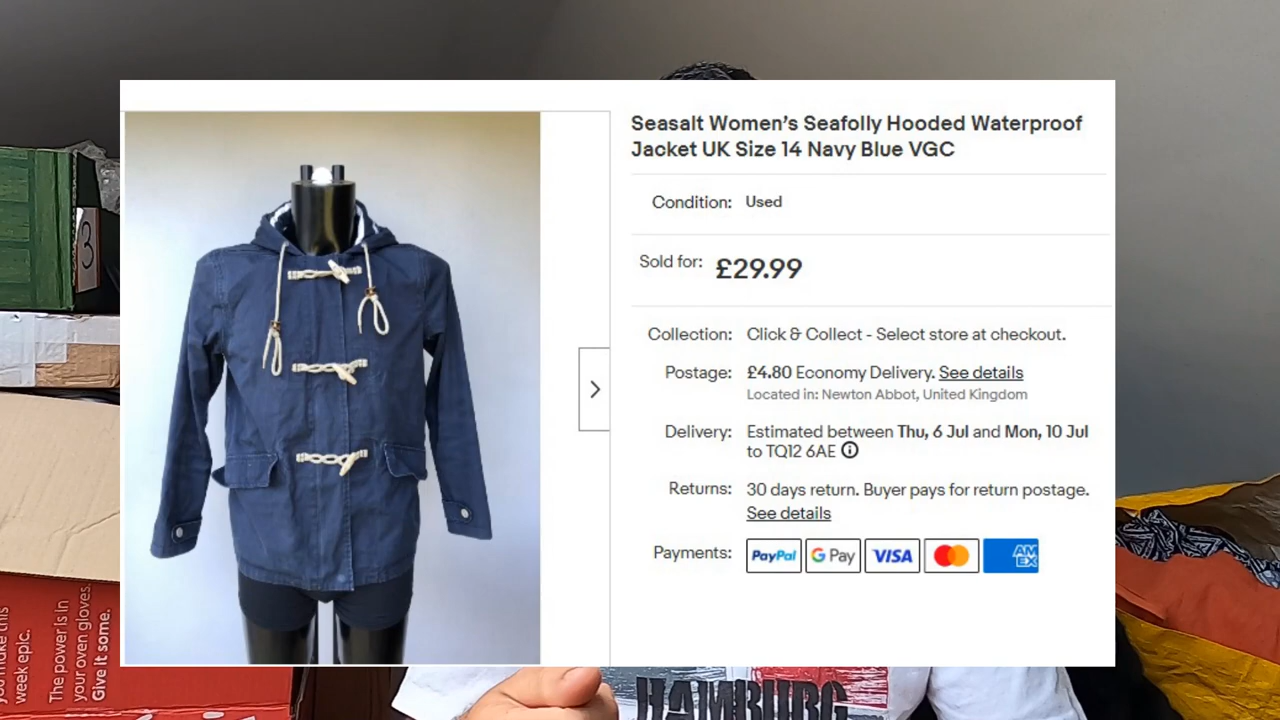 Seasalt Women's Seafolly Hooded Waterproof
Jacket UK Size 14 Navy Blue VGC
Condition: Used
Sold for: £29.99
Collection: Click & Collect - Select store at checkout.
Postage: £4.80 Economy Delivery. See details
Located in: Newton Abbot, United Kingdom
Delivery: Estimated between Thu, 6 Jul and Mon, 10 Jul
to TQ12 6AE
Returns: 30 days return. Buyer pays for return postage.
See details
Payments: PayPal G Pay VISA AM
EX
3
make this
week epic.
The power is in
your oven gloves.
Give it some.
HAMBURG